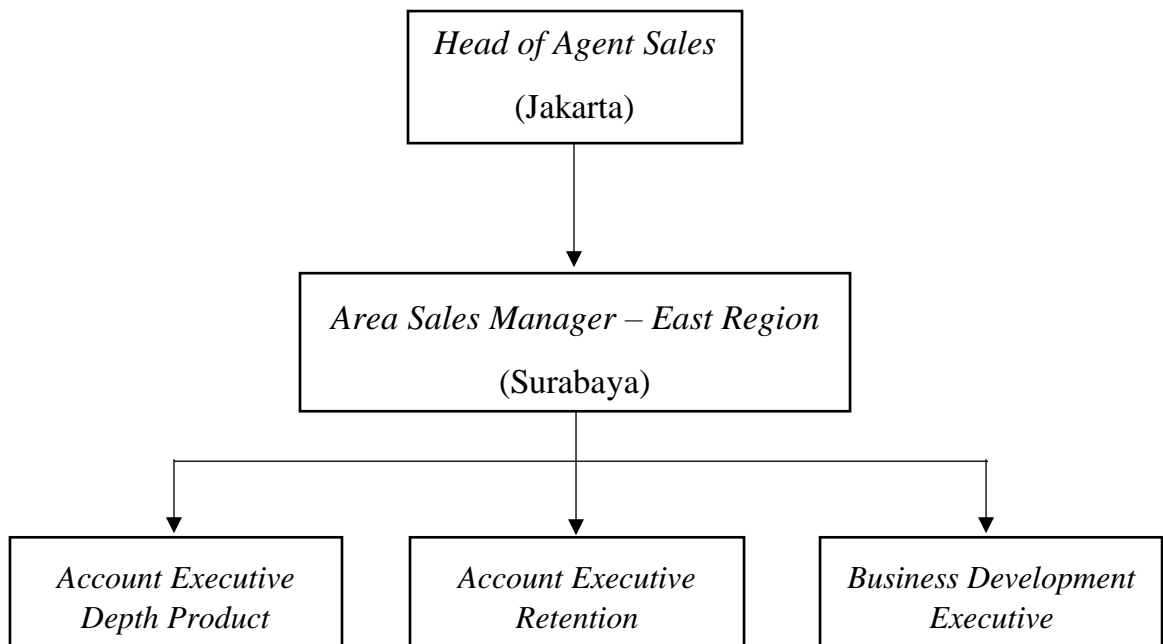 Head of Agent Sales
(Jakarta)
Area Sales Manager – East Region
(Surabaya)
Account Executive
Depth Product
Account Executive
Retention
Business Development
Executive